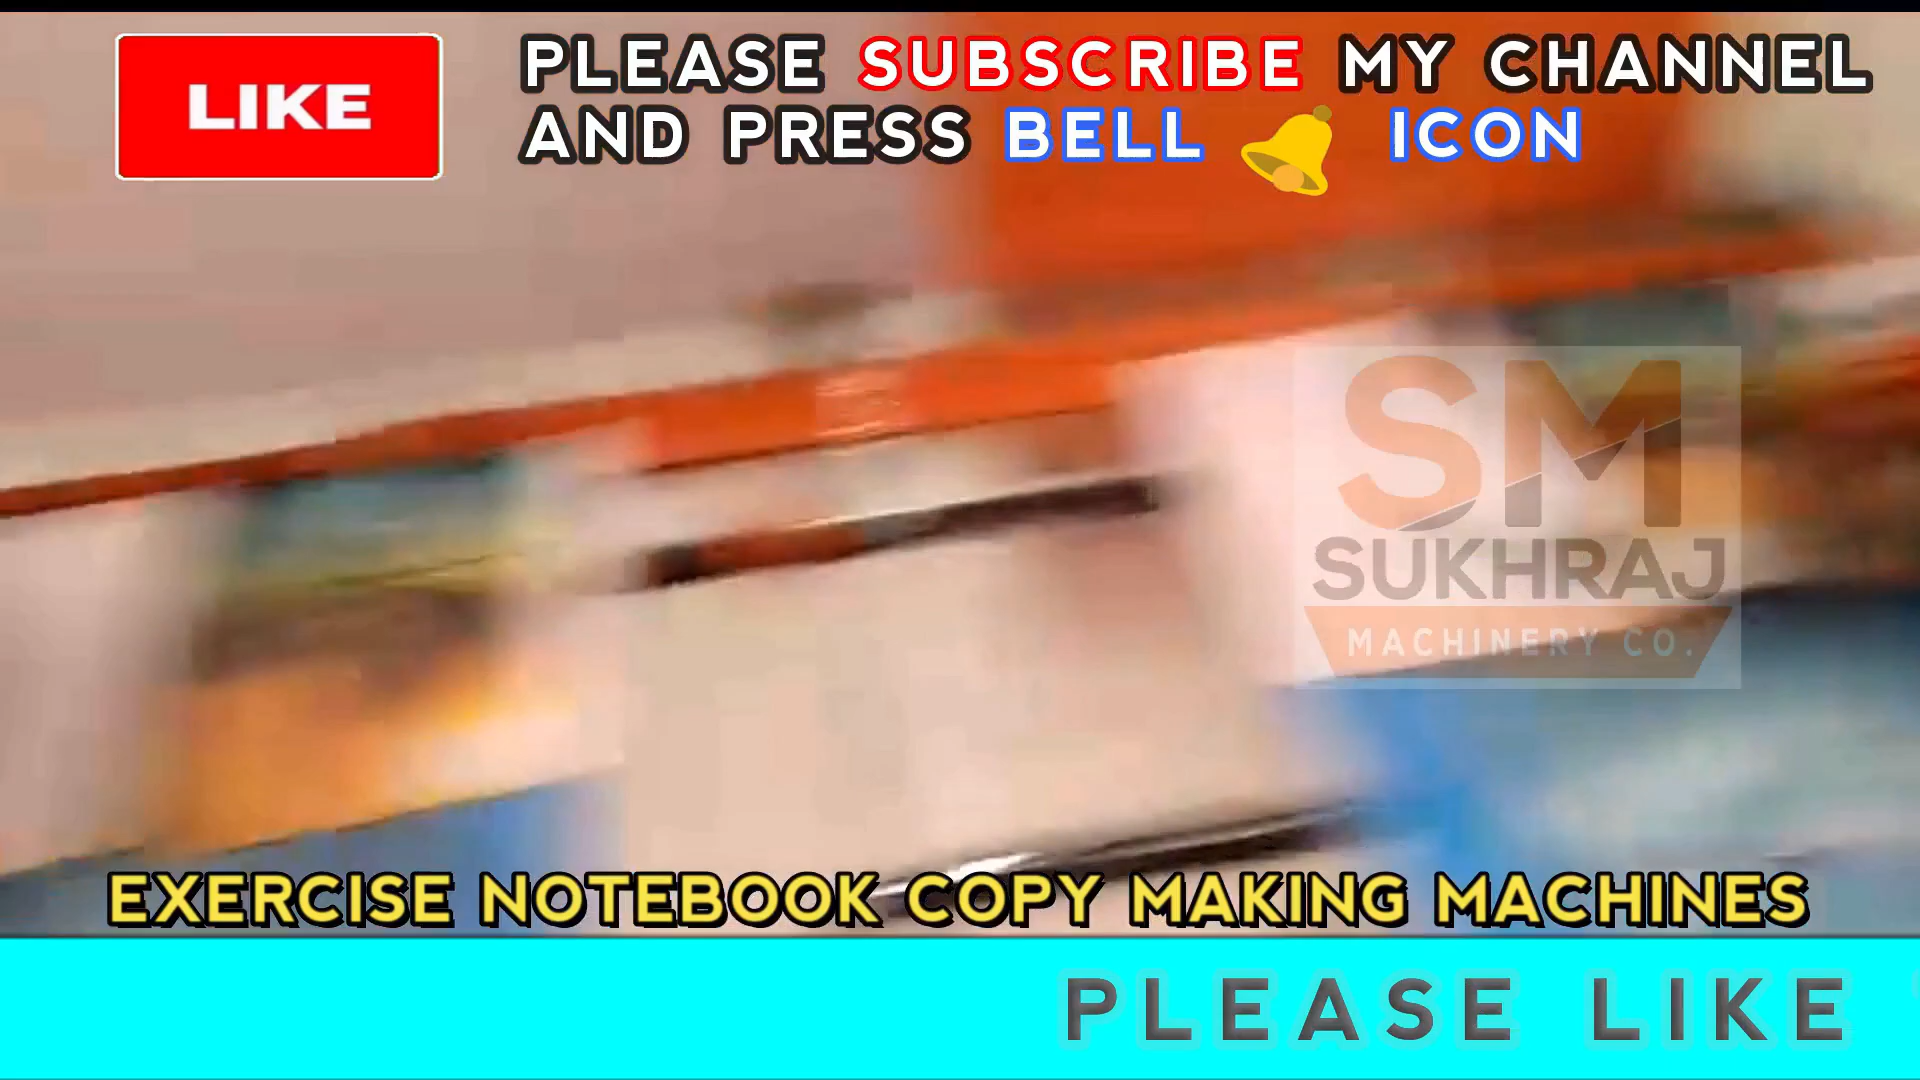 LIKE
PLEASE SUBSCRIBE MY CHANNEL
AND PRESS BELL ICON
SM
SUKHRAJ
MACHINERY CO.
EXERCISE NOTEBOOK COPY MAKING MACHINES
PLEASE LIKE